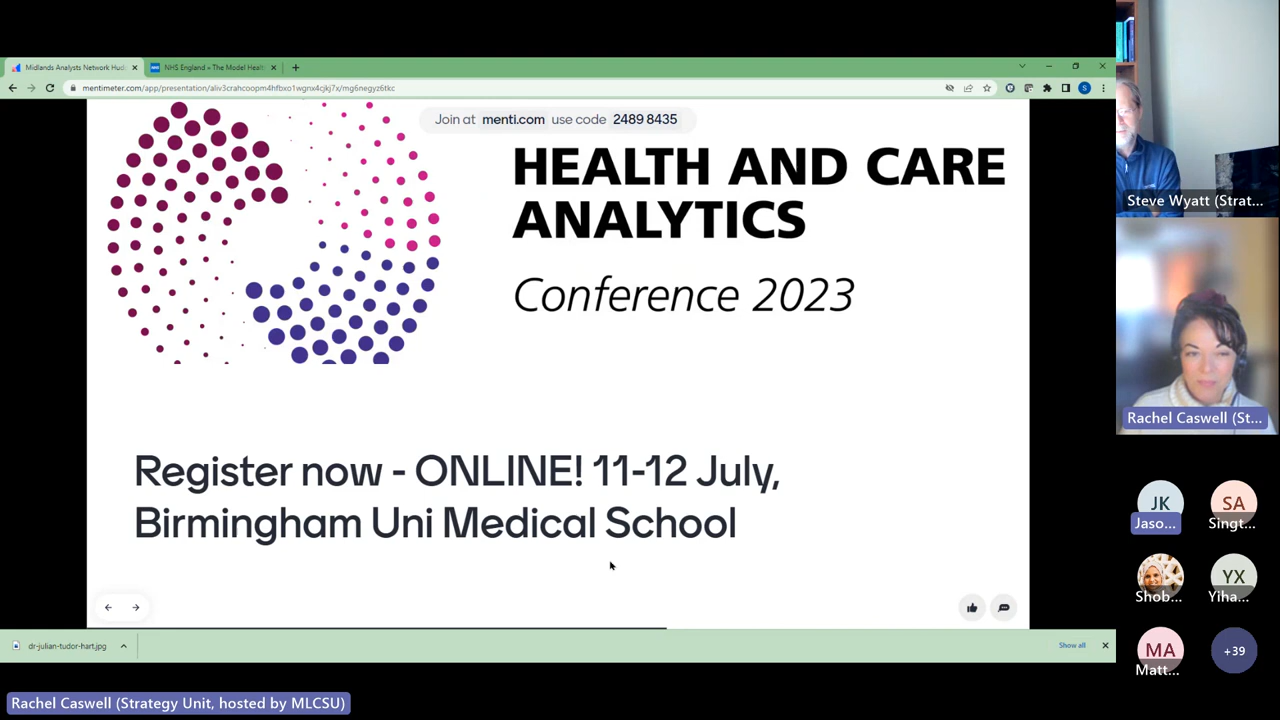 Midlands Analysts Network Hud
NHS England » The Model Healt
mentimeter.com/app/presentation/aliv3crahcoopm4hfbxo1wgnx4cjkj7x/mg6negyz6tkc
S
Join at menti.com use code 2489 8435
HEALTH AND CARE
ANALYTICS
Conference 2023
Register now - ONLINE! 11-12 July,
Birmingham Uni Medical School
dr-julian-tudor-hart.jpg
Show all
Rachel Caswell (Strategy Unit, hosted by MLCSU)
Steve Wyatt (Strat...
Rachel Caswell (St...
JK
Jaso...
SA
Singt...
Shob...
YX
Yiha...
MA
Matt...
+39